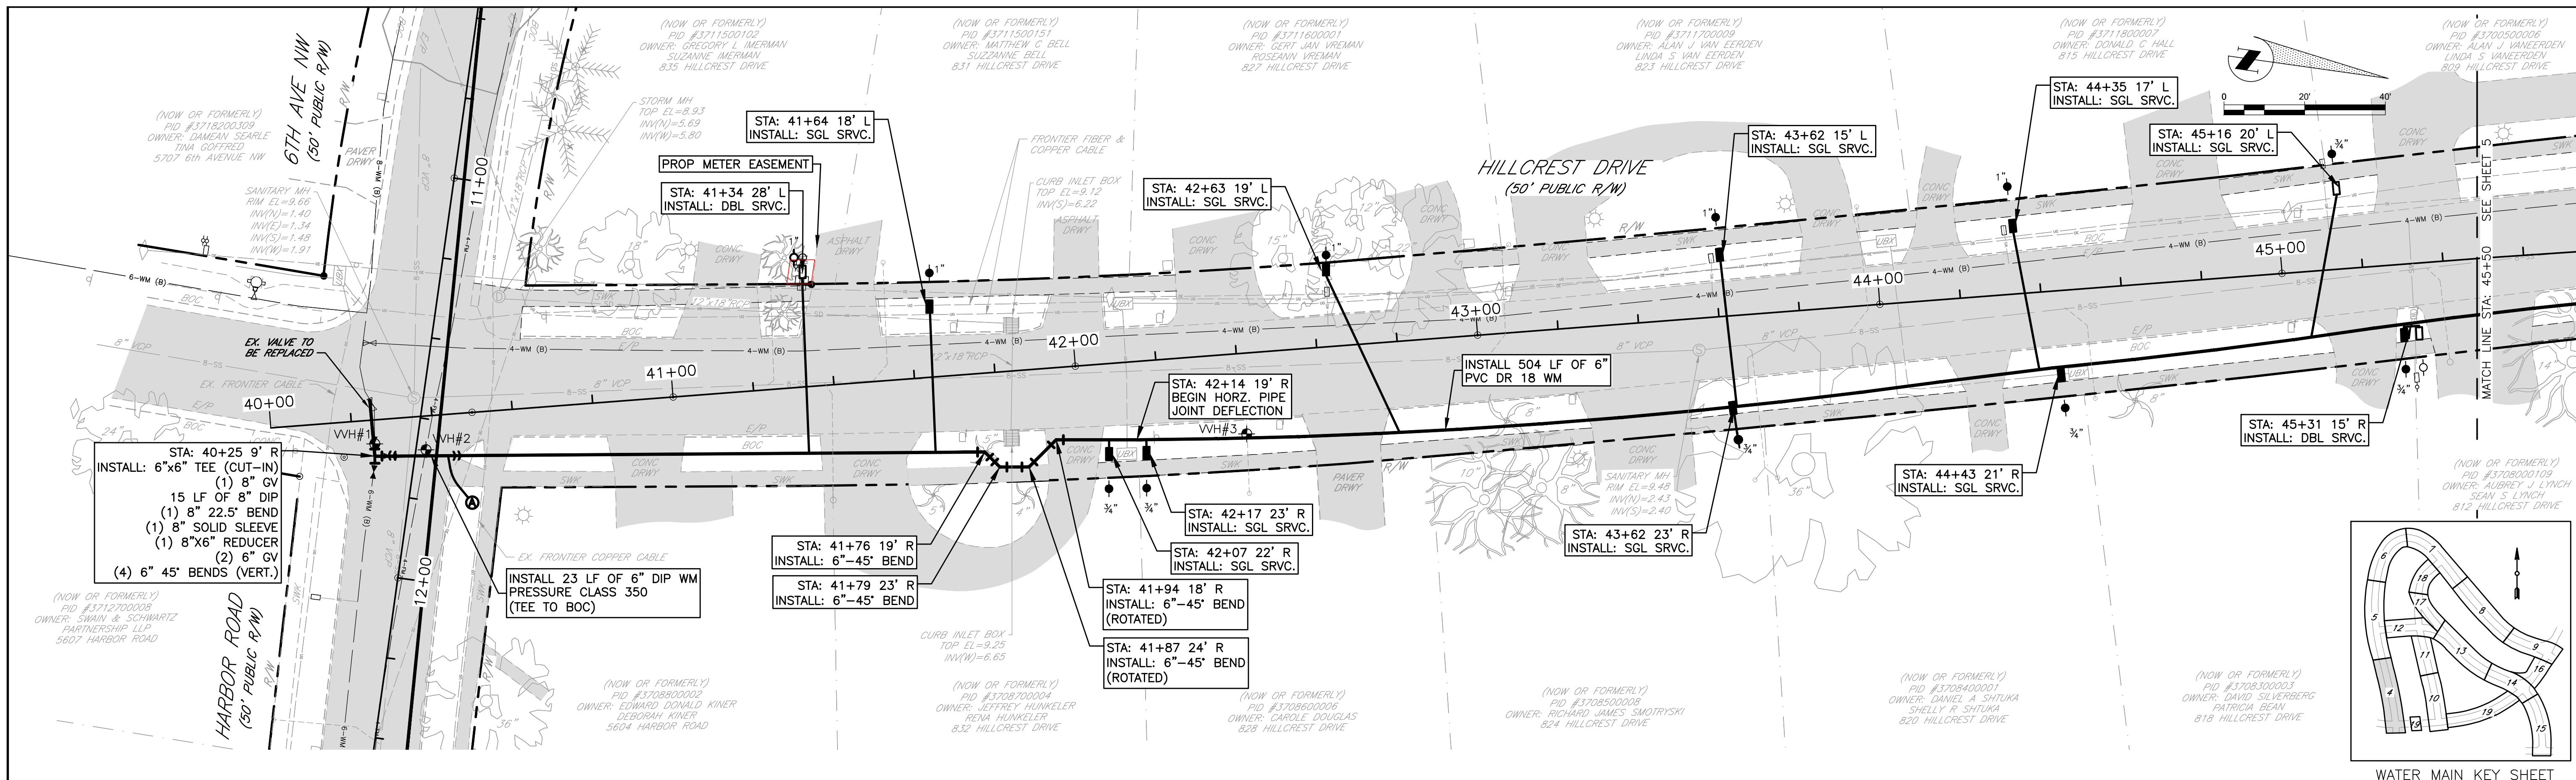 (NOW OR FORMERLY)
PID #3711500102
OWNER: GREGORY L IMERMAN
SUZANNE IMERMAN
835 HILLCREST DRIVE
(NOW OR FORMERLY)
PID #3711500151
OWNER: MATTHEW C BELL
SUZZANNE BELL
831 HILLCREST DRIVE
(NOW OR FORMERLY)
PID #3711600001
OWNER: GERT JAN VREMAN
ROSEANN VREMAN
827 HILLCREST DRIVE
(NOW OR FORMERLY)
PID #3711700009
OWNER: ALAN J VAN EERDEN
LINDA S VAN EERDEN
823 HILLCREST DRIVE
(NOW OR FORMERLY)
PID #3711800007
OWNER: DONALD C HALL
815 HILLCREST DRIVE
(NOW OR FORMERLY)
PID #3700500006
OWNER: ALAN J VANEERDEN
LINDA S VANEERDEN
809 HILLCREST DRIVE
0 20' 40'
6TH AVE NW
(50' PUBLIC R/W)
R/W
(NOW OR FORMERLY)
PID #3718200309
OWNER: DAMEAN SEARLE
TINA GOFFRED
5707 6th AVENUE NW
PAVER
DRWY
SANITARY MH
RIM EL=9.66
INV(N)=1.40
INV(E)=1.34
INV(S)=1.48
INV(W)=1.91
STORM MH
TOP EL=8.93
INV(N)=5.69
INV(W)=5.80
STA: 41+64 18' L
INSTALL: SGL SRVC.
PROP METER EASEMENT
STA: 41+34 28' L
INSTALL: DBL SRVC.
FRONTIER FIBER &
COPPER CABLE
CURB INLET BOX
TOP EL=9.12
INV(S)=6.22
STA: 42+63 19' L
INSTALL: SGL SRVC.
HILLCREST DRIVE
(50' PUBLIC R/W)
STA: 43+62 15' L
INSTALL: SGL SRVC.
STA: 44+35 17' L
INSTALL: SGL SRVC.
STA: 45+16 20' L
INSTALL: SGL SRVC.
MATCH LINE STA: 45+50 SEE SHEET 5
11+00
12+00
40+00
41+00
42+00
43+00
44+00
45+00
EX. VALVE TO
BE REPLACED
EX. FRONTIER CABLE
VVH#1
VVH#2
VVH#3
STA: 40+25 9' R
INSTALL: 6"x6" TEE (CUT-IN)
(1) 8" GV
15 LF OF 8" DIP
(1) 8" 22.5° BEND
(1) 8" SOLID SLEEVE
(1) 8"X6" REDUCER
(2) 6" GV
(4) 6" 45° BENDS (VERT.)
A
EX. FRONTIER COPPER CABLE
INSTALL 23 LF OF 6" DIP WM
PRESSURE CLASS 350
(TEE TO BOC)
STA: 42+14 19' R
BEGIN HORZ. PIPE
JOINT DEFLECTION
INSTALL 504 LF OF 6"
PVC DR 18 WM
STA: 41+76 19' R
INSTALL: 6"-45° BEND
STA: 41+79 23' R
INSTALL: 6"-45° BEND
STA: 42+17 23' R
INSTALL: SGL SRVC.
STA: 42+07 22' R
INSTALL: SGL SRVC.
STA: 41+94 18' R
INSTALL: 6"-45° BEND
(ROTATED)
STA: 41+87 24' R
INSTALL: 6"-45° BEND
(ROTATED)
CURB INLET BOX
TOP EL=9.25
INV(W)=6.65
SANITARY MH
RIM EL=9.48
INV(N)=2.43
INV(S)=2.40
STA: 43+62 23' R
INSTALL: SGL SRVC.
STA: 44+43 21' R
INSTALL: SGL SRVC.
STA: 45+31 15' R
INSTALL: DBL SRVC.
(NOW OR FORMERLY)
PID #3708000109
OWNER: AUBREY J LYNCH
SEAN S LYNCH
812 HILLCREST DRIVE
(NOW OR FORMERLY)
PID #3712700008
OWNER: SWAIN & SCHWARTZ
PARTNERSHIP LLP
5607 HARBOR ROAD
HARBOR ROAD
(50' PUBLIC R/W)
R/W
(NOW OR FORMERLY)
PID #3708800002
OWNER: EDWARD DONALD KINER
DEBORAH KINER
5604 HARBOR ROAD
(NOW OR FORMERLY)
PID #3708700004
OWNER: JEFFREY HUNKELER
RENA HUNKELER
832 HILLCREST DRIVE
(NOW OR FORMERLY)
PID #3708600006
OWNER: CAROLE DOUGLAS
828 HILLCREST DRIVE
(NOW OR FORMERLY)
PID #3708500008
OWNER: RICHARD JAMES SMOTRYSKI
824 HILLCREST DRIVE
(NOW OR FORMERLY)
PID #3708400001
OWNER: DANIEL A SHTUKA
SHELLY R SHTUKA
820 HILLCREST DRIVE
(NOW OR FORMERLY)
PID #3708300003
OWNER: DAVID SILVERBERG
PATRICIA BEAN
818 HILLCREST DRIVE
6
7
18
8
17
5
12
13
9
11
16
14
4
10
19
19
15
WATER MAIN KEY SHEET